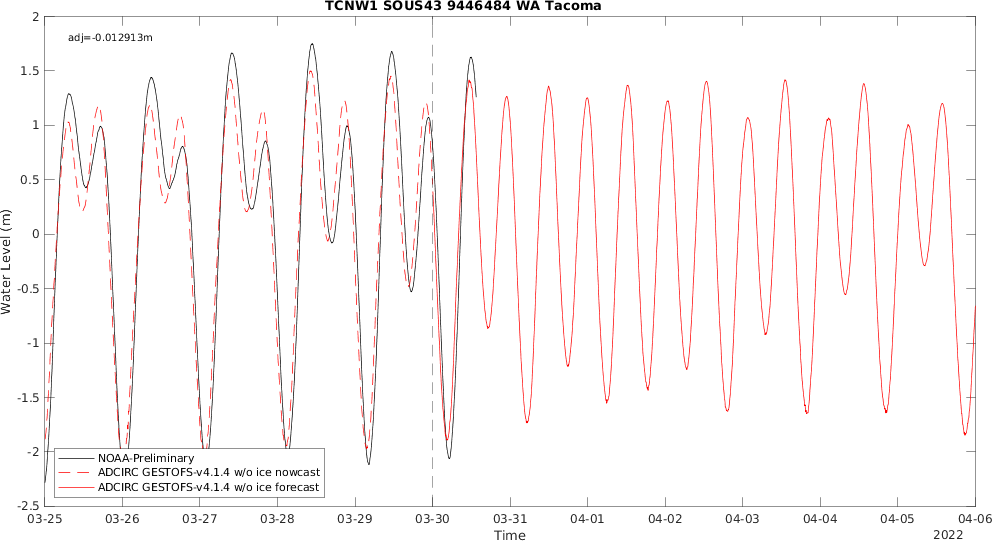 TCNW1 SOUS43 9446484 WA Tacoma
adj=-0.012913m
2
1.5
1
0.5
0
-0.5
-1
-1.5
-2
-2.5
Water Level (m)
NOAA-Preliminary
ADCIRC GESTOFS-v4.1.4 w/o ice nowcast
ADCIRC GESTOFS-v4.1.4 w/o ice forecast
03-25 03-26 03-27 03-28 03-29 03-30 03-31 04-01 04-02 04-03 04-04 04-05 04-06
Time
2022